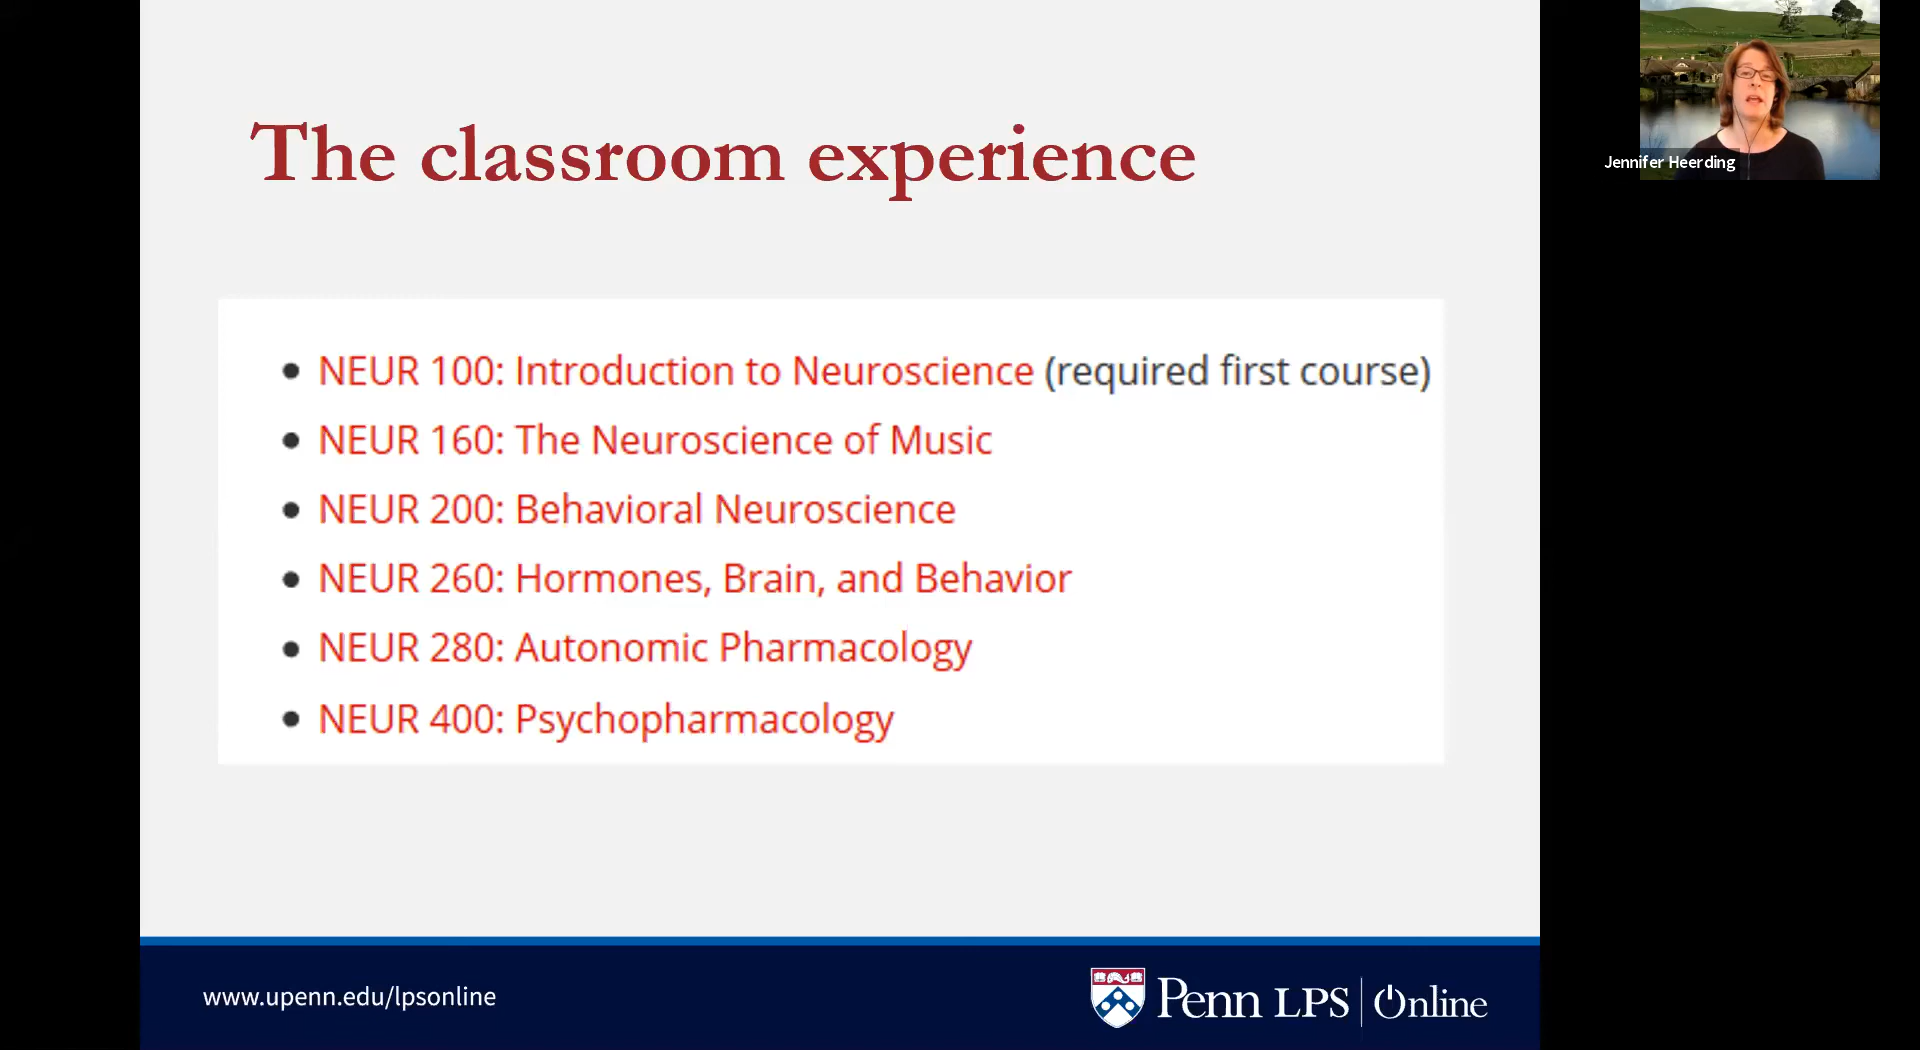 The classroom experience
Jennifer Heerding
• NEUR 100: Introduction to Neuroscience (required first course)
• NEUR 160: The Neuroscience of Music
• NEUR 200: Behavioral Neuroscience
• NEUR 260: Hormones, Brain, and Behavior
• NEUR 280: Autonomic Pharmacology
• NEUR 400: Psychopharmacology
www.upenn.edu/lpsonline
Penn LPS | Online